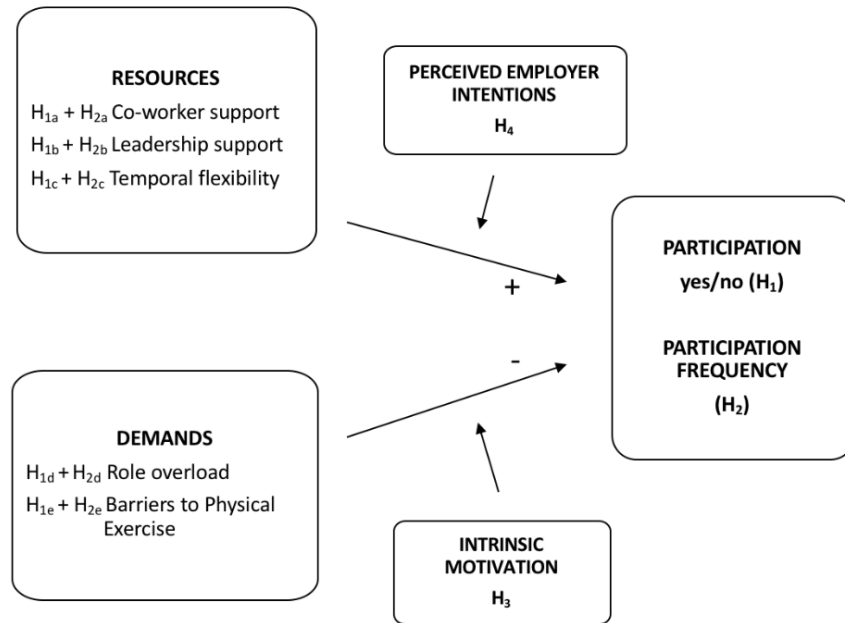 RESOURCES
H1a + H2a Co-worker support
H1b + H2b Leadership support
H1c + H2c Temporal flexibility
PERCEIVED EMPLOYER
INTENTIONS
H4
+
-
PARTICIPATION
yes/no (H1)
PARTICIPATION
FREQUENCY
(H2)
DEMANDS
H1d + H2d Role overload
H1e + H2e Barriers to Physical
Exercise
INTRINSIC
MOTIVATION
H3